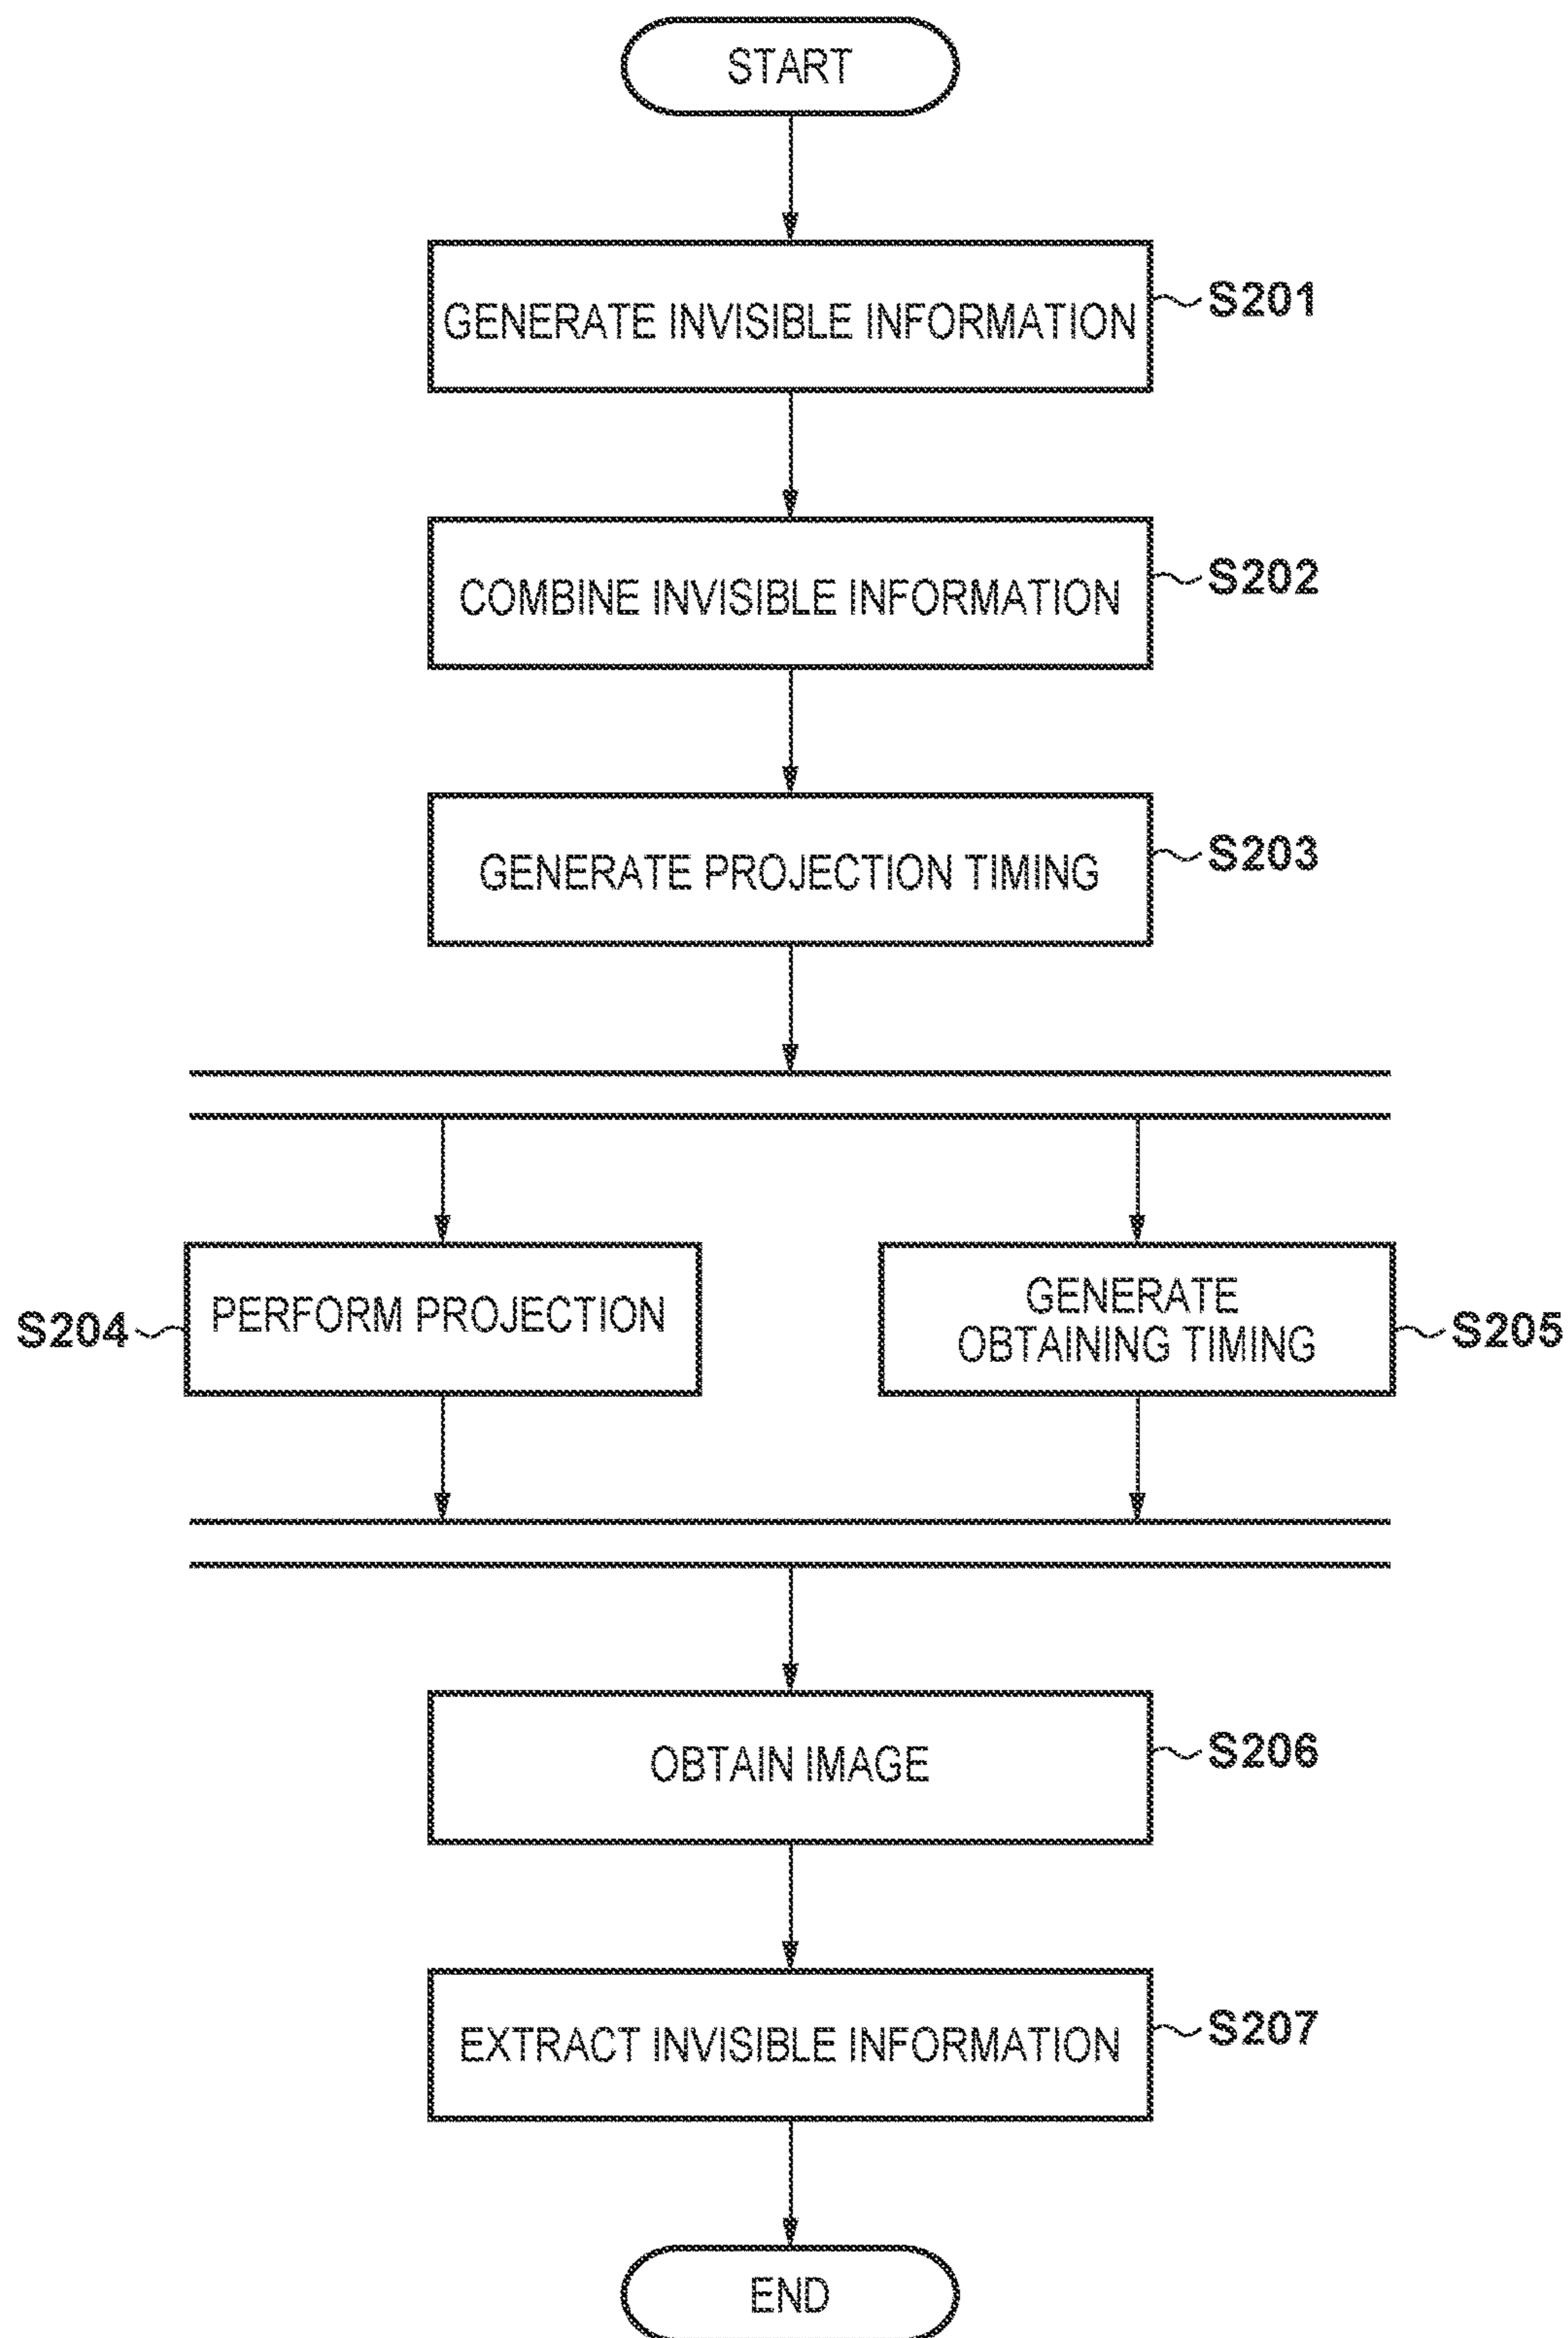 START
GENERATE INVISIBLE INFORMATION
S201
COMBINE INVISIBLE INFORMATION
S202
GENERATE PROJECTION TIMING
S203
S204
PERFORM PROJECTION
GENERATE
OBTAINING TIMING
S205
OBTAIN IMAGE
S206
EXTRACT INVISIBLE INFORMATION
S207
END